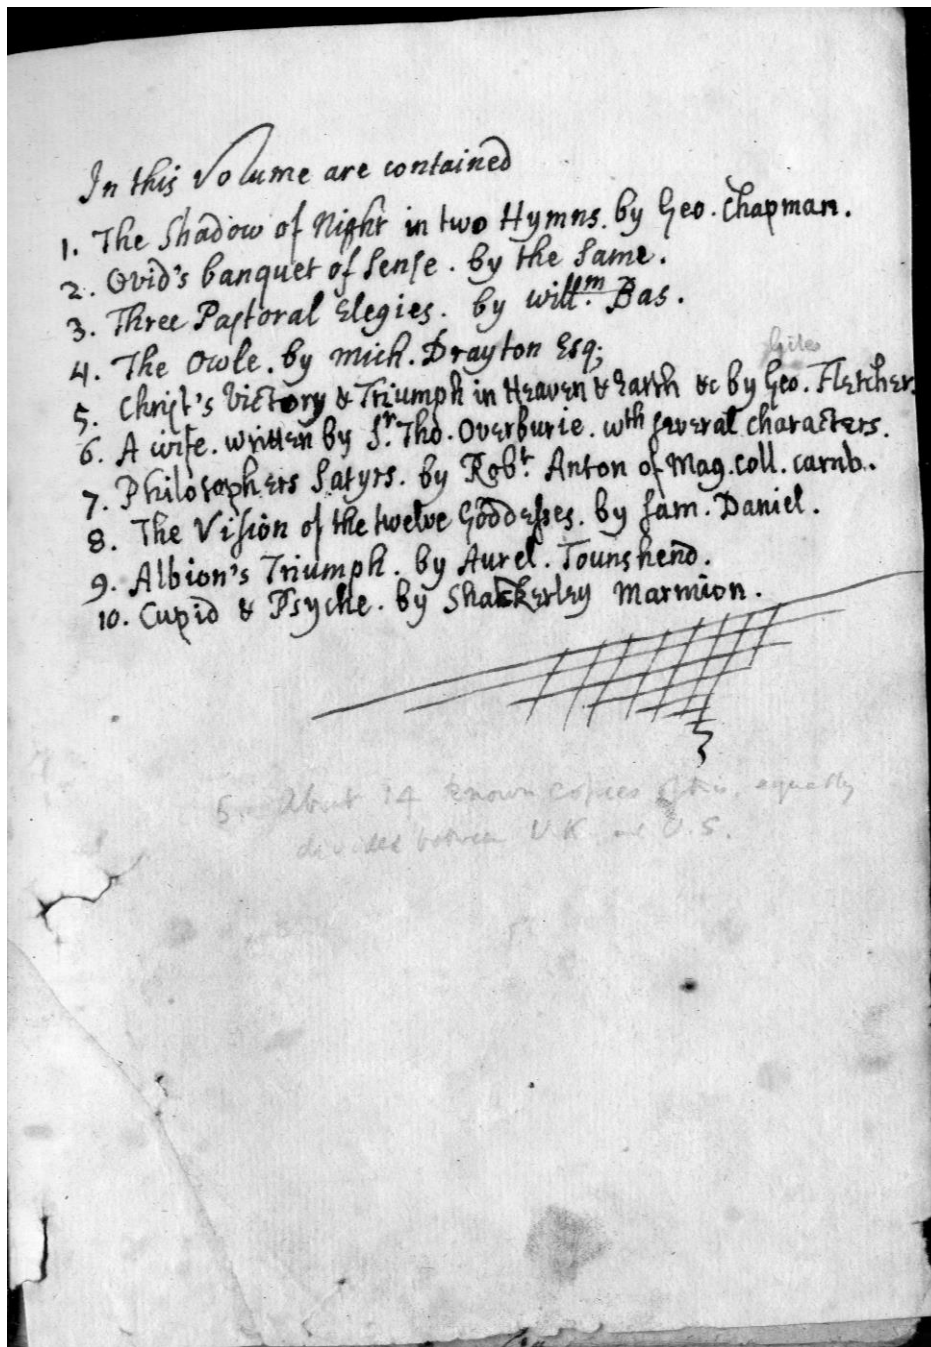 In this Volume are contained
1. The Shadow of Night in two Hymns. by Geo. Chapman.
2. Ovid's banquet of Sense. by the Same.
3. Three Pastoral Elegies. by Will.m Bas.
4. The Owle. by Mich. Drayton Esq;
Giles
5. Christ's Victory & Triumph in Heaven & Earth &c by Geo. Fletcher.
6. A wife. written by Sr. Tho. Overburie. wth several characters.
7. Philosophers Satyrs. by Robt. Anton of Mag. coll. camb.
8. The Vision of the twelve Goddesses. by Sam. Daniel.
9. Albion's Triumph. by Aurel. Tounshend.
10. Cupid & Psyche. by Shackerley Marmion.
5. About 14 known copies of this, equally
divided between U.K. and U.S.